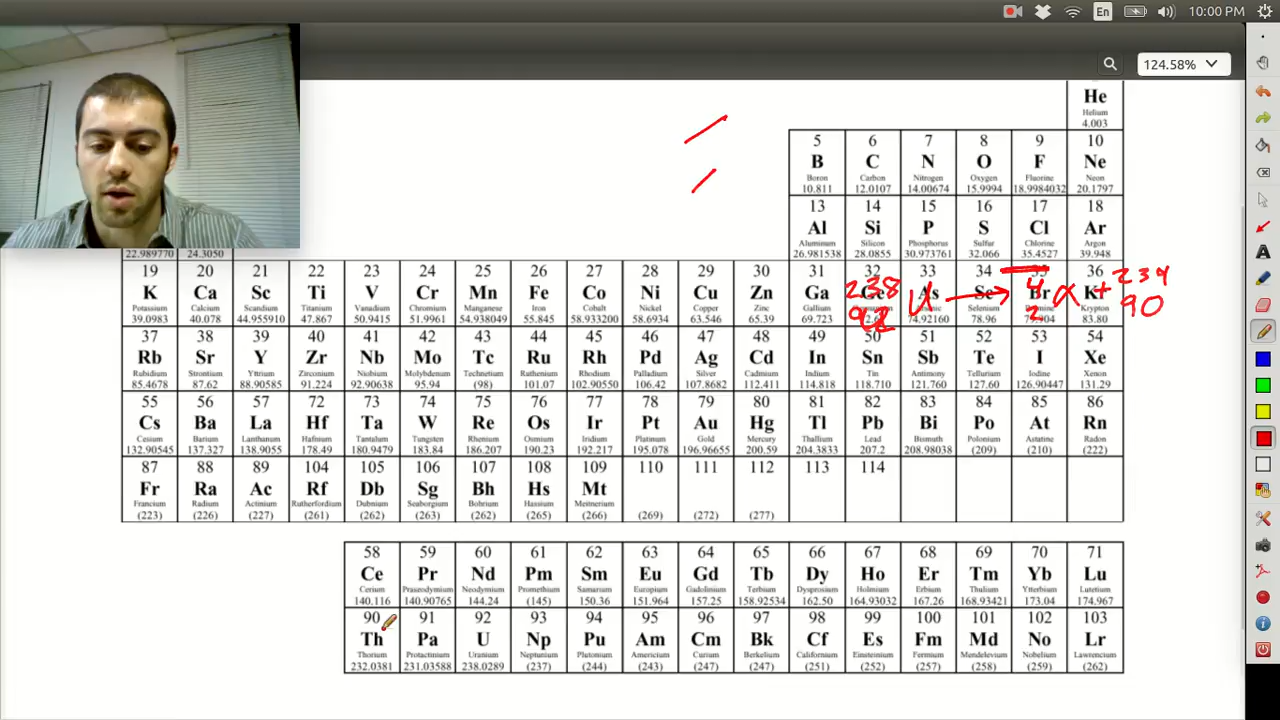 En 10:00 PM
124.58%
He
Helium
4.003
5 6 7 8 9 10
B C N O F Ne
Boron Carbon Nitrogen Oxygen Fluorine Neon
10.811 12.0107 14.00674 15.9994 18.9984032 20.1797
13 14 15 16 17 18
Al Si P S Cl Ar
Aluminum Silicon Phosphorus Sulfur Chlorine Argon
22.989770 24.3050 26.981538 28.0855 30.973761 32.066 35.4527 39.948
19 20 21 22 23 24 25 26 27 28 29 30 31 32 33 34 35 36
K Ca Sc Ti V Cr Mn Fe Co Ni Cu Zn Ga Ge As Se Br Kr
Potassium Calcium Scandium Titanium Vanadium Chromium Manganese Iron Cobalt Nickel Copper Zinc Gallium Selenium Krypton
39.0983 40.078 44.955910 47.867 50.9415 51.9961 54.938049 55.845 58.933200 58.6934 63.546 65.39 69.723 74.92160 78.96 79.904 83.80
238 U → 4 α + 234
92 2 90
37 38 39 40 41 42 43 44 45 46 47 48 49 50 51 52 53 54
Rb Sr Y Zr Nb Mo Tc Ru Rh Pd Ag Cd In Sn Sb Te I Xe
Rubidium Strontium Yttrium Zirconium Niobium Molybdenum Technetium Ruthenium Rhodium Palladium Silver Cadmium Indium Tin Antimony Tellurium Iodine Xenon
85.4678 87.62 88.90585 91.224 92.90638 95.94 (98) 101.07 102.90550 106.42 107.8682 112.411 114.818 118.710 121.760 127.60 126.90447 131.29
55 56 57 72 73 74 75 76 77 78 79 80 81 82 83 84 85 86
Cs Ba La Hf Ta W Re Os Ir Pt Au Hg Tl Pb Bi Po At Rn
Cesium Barium Lanthanum Hafnium Tantalum Tungsten Rhenium Osmium Iridium Platinum Gold Mercury Thallium Lead Bismuth Polonium Astatine Radon
132.90545 137.327 138.9055 178.49 180.9479 183.84 186.207 190.23 192.217 195.078 196.96655 200.59 204.3833 207.2 208.98038 (209) (210) (222)
87 88 89 104 105 106 107 108 109 110 111 112 113 114
Fr Ra Ac Rf Db Sg Bh Hs Mt
Francium Radium Actinium Rutherfordium Dubnium Seaborgium Bohrium Hassium Meitnerium
(223) (226) (227) (261) (262) (263) (262) (265) (266) (269) (272) (277)
58 59 60 61 62 63 64 65 66 67 68 69 70 71
Ce Pr Nd Pm Sm Eu Gd Tb Dy Ho Er Tm Yb Lu
Cerium Praseodymium Neodymium Promethium Samarium Europium Gadolinium Terbium Dysprosium Holmium Erbium Thulium Ytterbium Lutetium
140.116 140.90765 144.24 (145) 150.36 151.964 157.25 158.92534 162.50 164.93032 167.26 168.93421 173.04 174.967
90 91 92 93 94 95 96 97 98 99 100 101 102 103
Th Pa U Np Pu Am Cm Bk Cf Es Fm Md No Lr
Thorium Protactinium Uranium Neptunium Plutonium Americium Curium Berkelium Californium Einsteinium Fermium Mendelevium Nobelium Lawrencium
232.0381 231.03588 238.0289 (237) (244) (243) (247) (247) (251) (252) (257) (258) (259) (262)